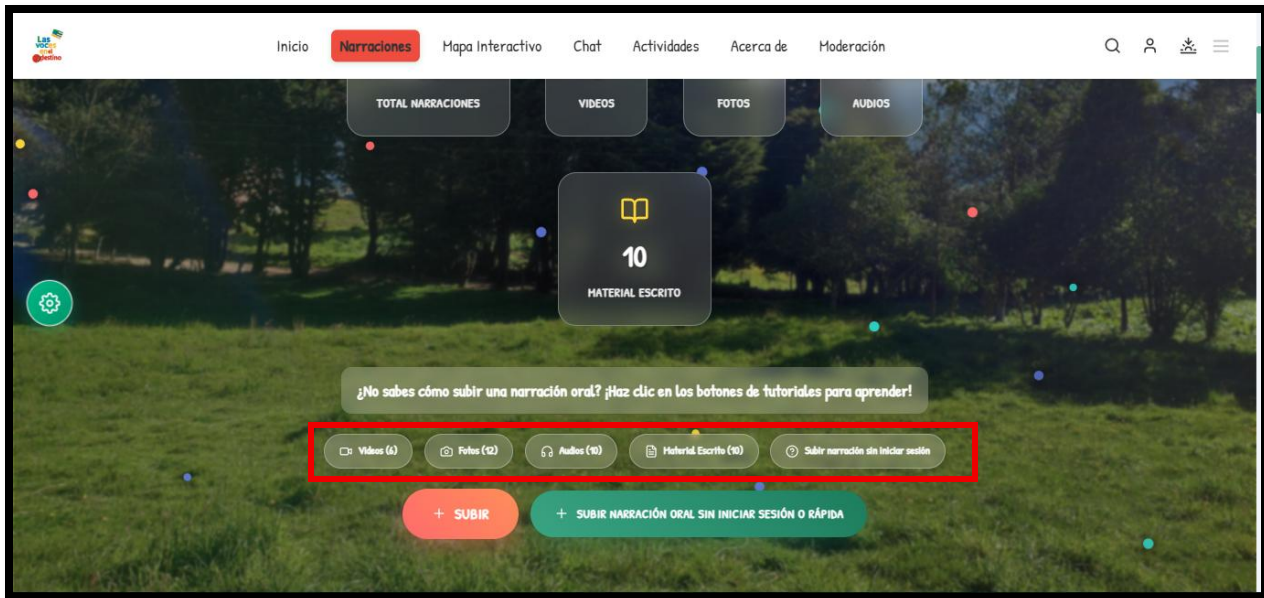 Las
voces
en el
destino
Inicio
Narraciones
Mapa Interactivo
Chat
Actividades
Acerca de
Moderación
TOTAL NARRACIONES
VIDEOS
FOTOS
AUDIOS
10
MATERIAL ESCRITO
¿No sabes cómo subir una narración oral? ¡Haz clic en los botones de tutoriales para aprender!
Videos (6)
Fotos (12)
Audios (10)
Material Escrito (10)
Subir narración sin iniciar sesión
+ SUBIR
+ SUBIR NARRACIÓN ORAL SIN INICIAR SESIÓN O RÁPIDA